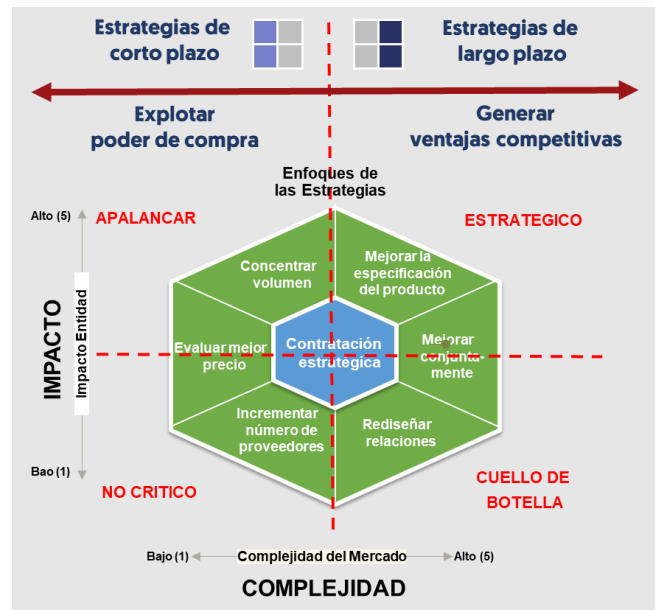 Estrategias de
corto plazo
Estrategias de
largo plazo
Explotar
poder de compra
Generar
ventajas competitivas
Enfoques de
las Estrategias
Alto (5)
APALANCAR
ESTRATEGICO
Concentrar
volumen
Mejorar la
especificación
del producto
IMPACTO
Impacto Entidad
Evaluar mejor
precio
Contratación
estratégica
Mejorar
conjunta-
mente
Incrementar
número de
proveedores
Rediseñar
relaciones
Bao (1)
NO CRITICO
CUELLO DE
BOTELLA
Bajo (1)
Complejidad del Mercado
Alto (5)
COMPLEJIDAD